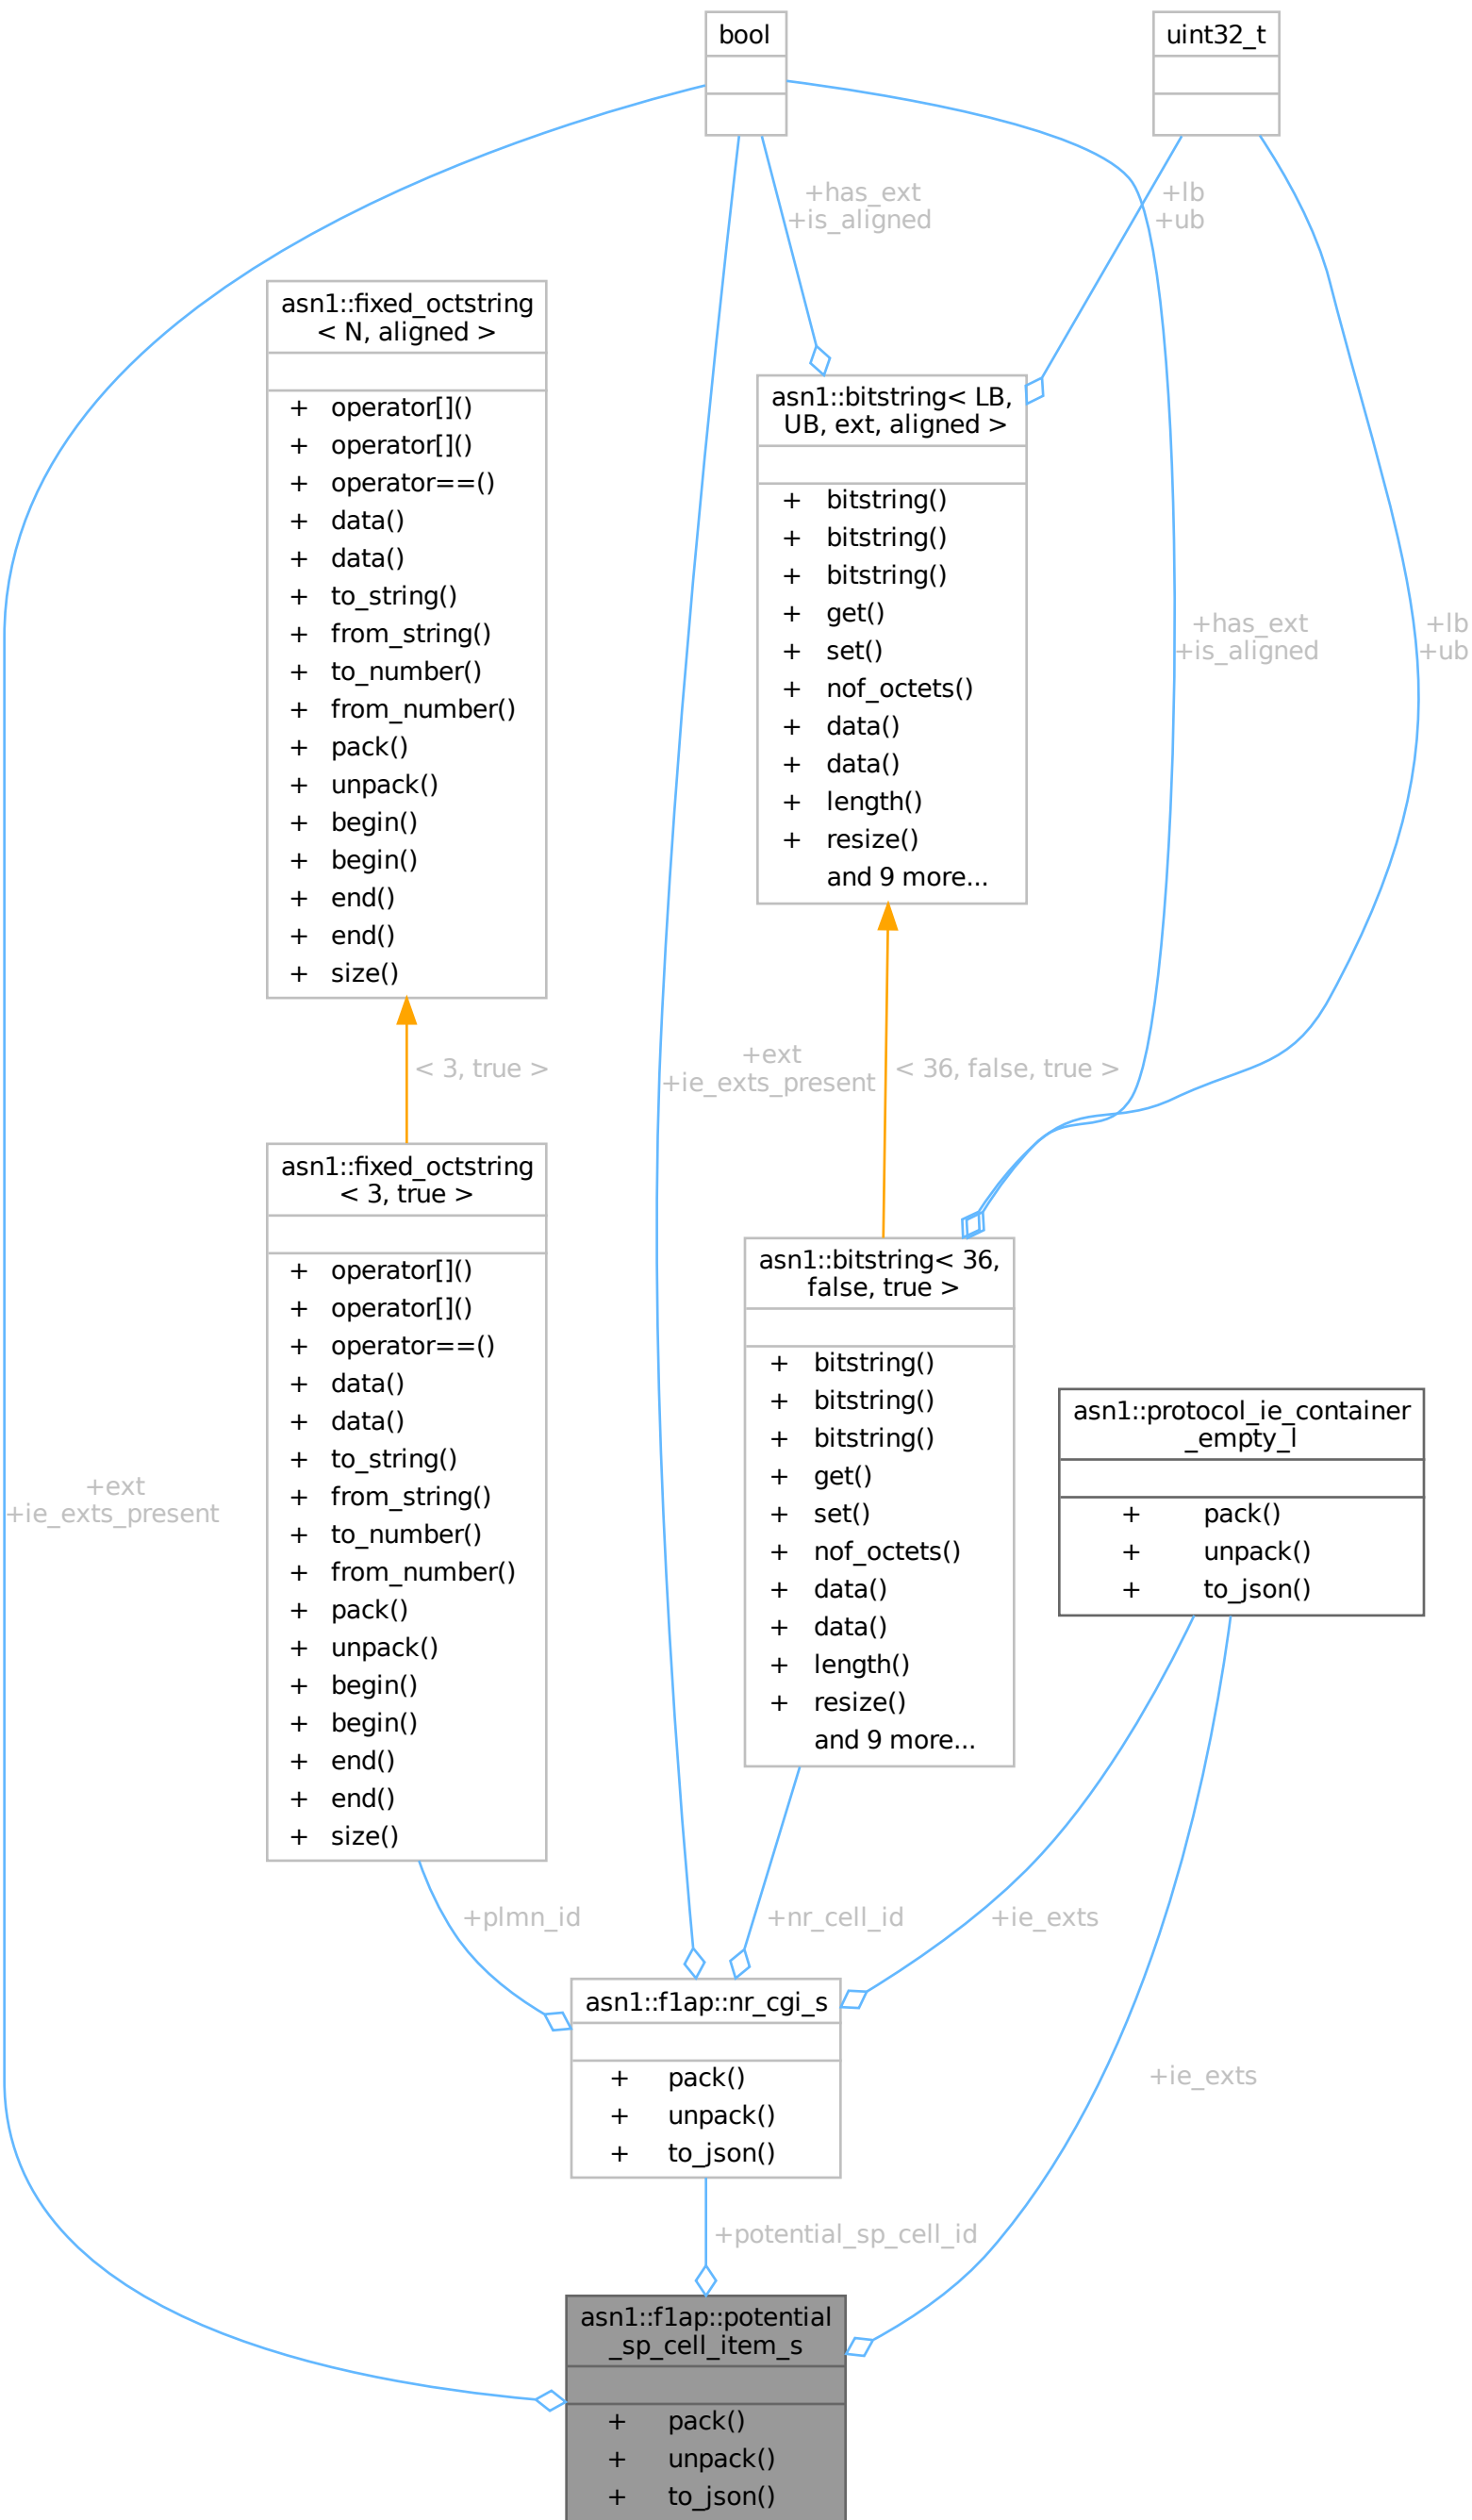 bool
uint32_t
+has_ext
+is_aligned
+lb
+ub
asn1::fixed_octstring
< N, aligned >
+ operator[]()
+ operator[]()
+ operator==()
+ data()
+ data()
+ to_string()
+ from_string()
+ to_number()
+ from_number()
+ pack()
+ unpack()
+ begin()
+ begin()
+ end()
+ end()
+ size()
asn1::bitstring< LB,
UB, ext, aligned >
+ bitstring()
+ bitstring()
+ bitstring()
+ get()
+ set()
+ nof_octets()
+ data()
+ data()
+ length()
+ resize()
and 9 more...
+has_ext
+is_aligned
+lb
+ub
< 3, true >
+ext
+ie_exts_present
< 36, false, true >
asn1::fixed_octstring
< 3, true >
+ operator[]()
+ operator[]()
+ operator==()
+ data()
+ data()
+ to_string()
+ from_string()
+ to_number()
+ from_number()
+ pack()
+ unpack()
+ begin()
+ begin()
+ end()
+ end()
+ size()
asn1::bitstring< 36,
false, true >
+ bitstring()
+ bitstring()
+ bitstring()
+ get()
+ set()
+ nof_octets()
+ data()
+ data()
+ length()
+ resize()
and 9 more...
asn1::protocol_ie_container
_empty_l
+ pack()
+ unpack()
+ to_json()
+ext
+ie_exts_present
+plmn_id
+nr_cell_id
+ie_exts
asn1::f1ap::nr_cgi_s
+ pack()
+ unpack()
+ to_json()
+ie_exts
+potential_sp_cell_id
asn1::f1ap::potential
_sp_cell_item_s
+ pack()
+ unpack()
+ to_json()